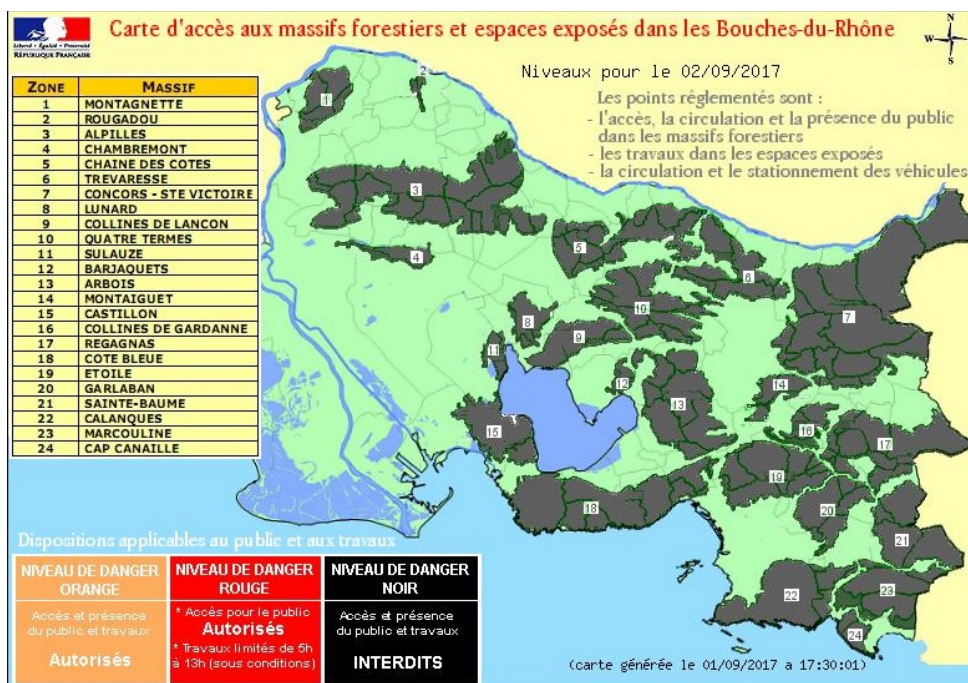 Liberté • Égalité • Fraternité
RÉPUBLIQUE FRANÇAISE
Carte d'accès aux massifs forestiers et espaces exposés dans les Bouches-du-Rhône
N
W
E
S
Niveaux pour le 02/09/2017
Les points réglementés sont :
- l'accès, la circulation et la présence du public
dans les massifs forestiers
- les travaux dans les espaces exposés
- la circulation et le stationnement des véhicules
ZONE MASSIF
1 MONTAGNETTE
2 ROUGADOU
3 ALPILLES
4 CHAMBREMONT
5 CHAINE DES COTES
6 TREVARESSE
7 CONCORS - STE VICTOIRE
8 LUNARD
9 COLLINES DE LANCON
10 QUATRE TERMES
11 SULAUZE
12 BARJAQUETS
13 ARBOIS
14 MONTAIGUET
15 CASTILLON
16 COLLINES DE GARDANNE
17 REGAGNAS
18 COTE BLEUE
19 ETOILE
20 GARLABAN
21 SAINTE-BAUME
22 CALANQUES
23 MARCOULINE
24 CAP CANAILLE
2
1
3
5
4
6
10
7
8
9
11
12
14
13
15
16
17
19
18
20
21
23
22
24
Dispositions applicables au public et aux travaux
NIVEAU DE DANGER
ORANGE
Accès et présence
du public et travaux
Autorisés
NIVEAU DE DANGER
ROUGE
* Accès pour le public
Autorisés
* Travaux limités de 5h
à 13h (sous conditions)
NIVEAU DE DANGER
NOIR
Accès et présence
du public et travaux
INTERDITS
(carte générée le 01/09/2017 a 17:30:01)